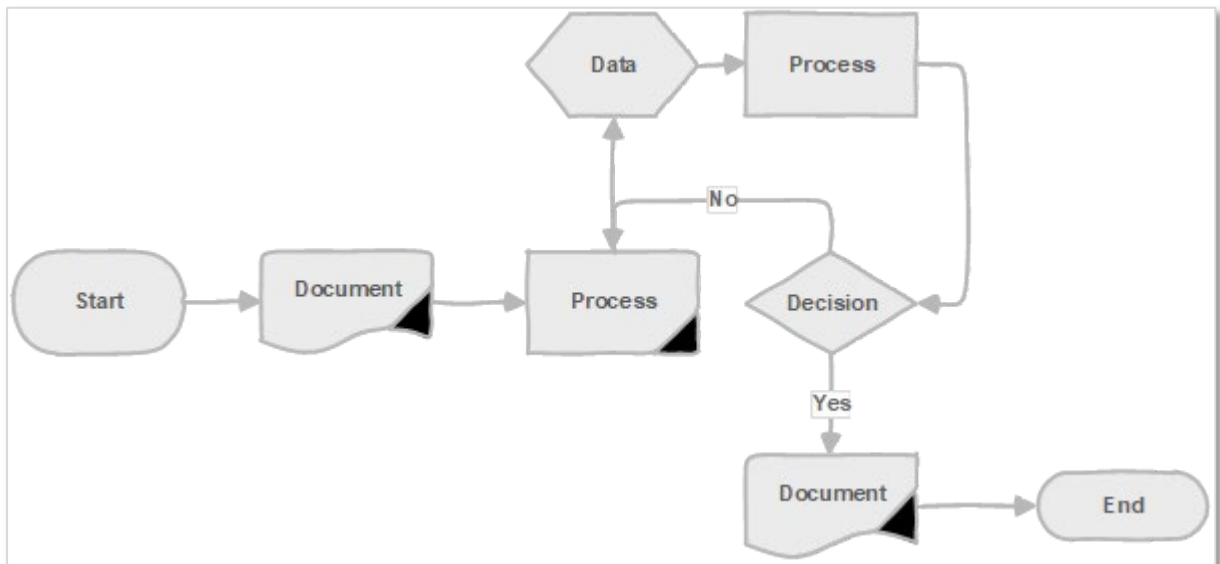 Data
Process
No
Start
Document
Process
Decision
Yes
Document
End